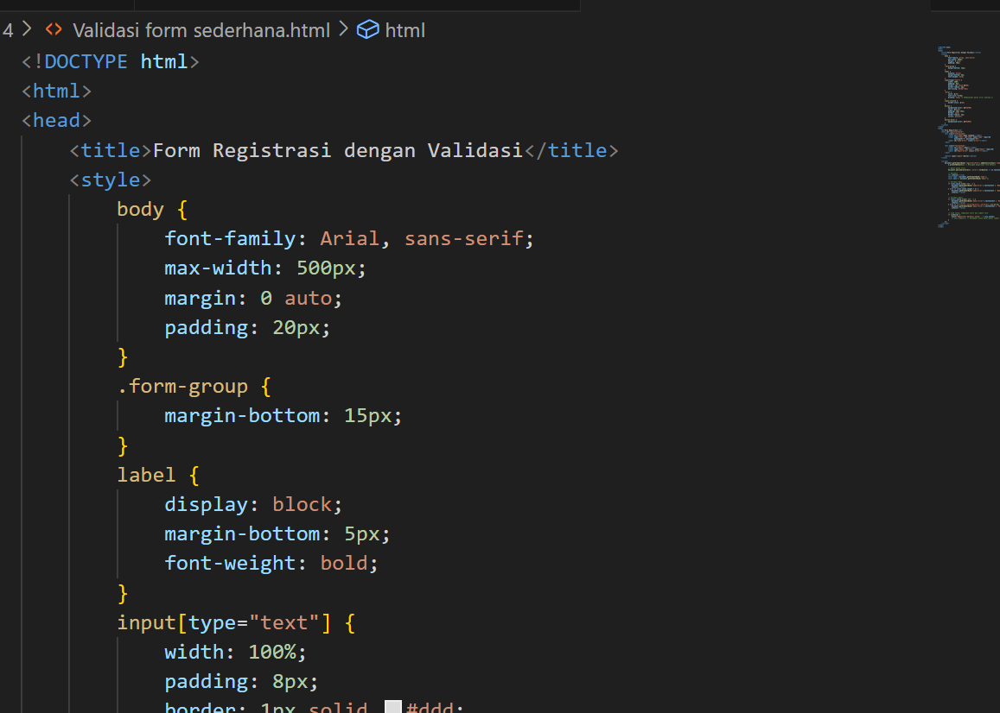 4 > <> Validasi form sederhana.html > html
<!DOCTYPE html>
<html>
<head>
    <title>Form Registrasi dengan Validasi</title>
    <style>
        body {
            font-family: Arial, sans-serif;
            max-width: 500px;
            margin: 0 auto;
            padding: 20px;
        }
        .form-group {
            margin-bottom: 15px;
        }
        label {
            display: block;
            margin-bottom: 5px;
            font-weight: bold;
        }
        input[type="text"] {
            width: 100%;
            padding: 8px;
            border: 1px solid #ddd;